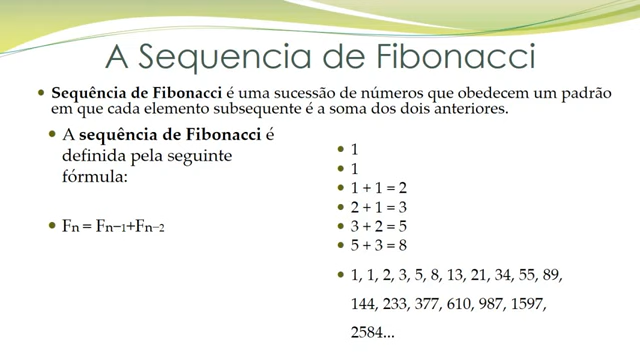 A Sequencia de Fibonacci
• Sequência de Fibonacci é uma sucessão de números que obedecem um padrão
em que cada elemento subsequente é a soma dos dois anteriores.
• A sequência de Fibonacci é
definida pela seguinte
fórmula:
• Fn = Fn−1+Fn−2
• 1
• 1
• 1 + 1 = 2
• 2 + 1 = 3
• 3 + 2 = 5
• 5 + 3 = 8
• 1, 1, 2, 3, 5, 8, 13, 21, 34, 55, 89,
144, 233, 377, 610, 987, 1597,
2584...